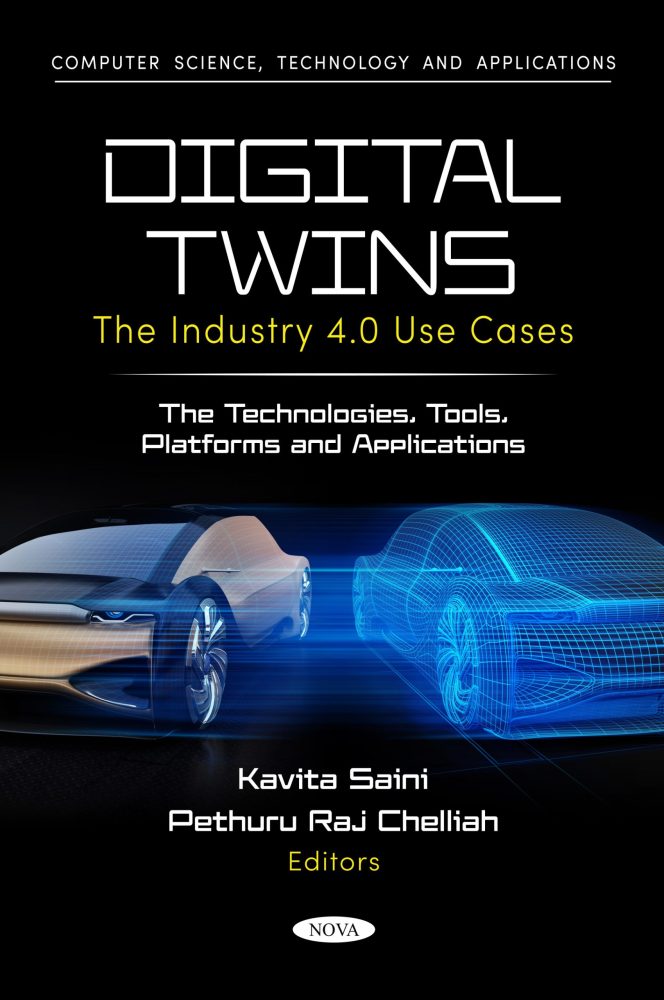 COMPUTER SCIENCE, TECHNOLOGY AND APPLICATIONS
DIGITAL
TWINS
The Industry 4.0 Use Cases
The Technologies, Tools,
Platforms and Applications
Kavita Saini
Pethuru Raj Chelliah
Editors
NOVA